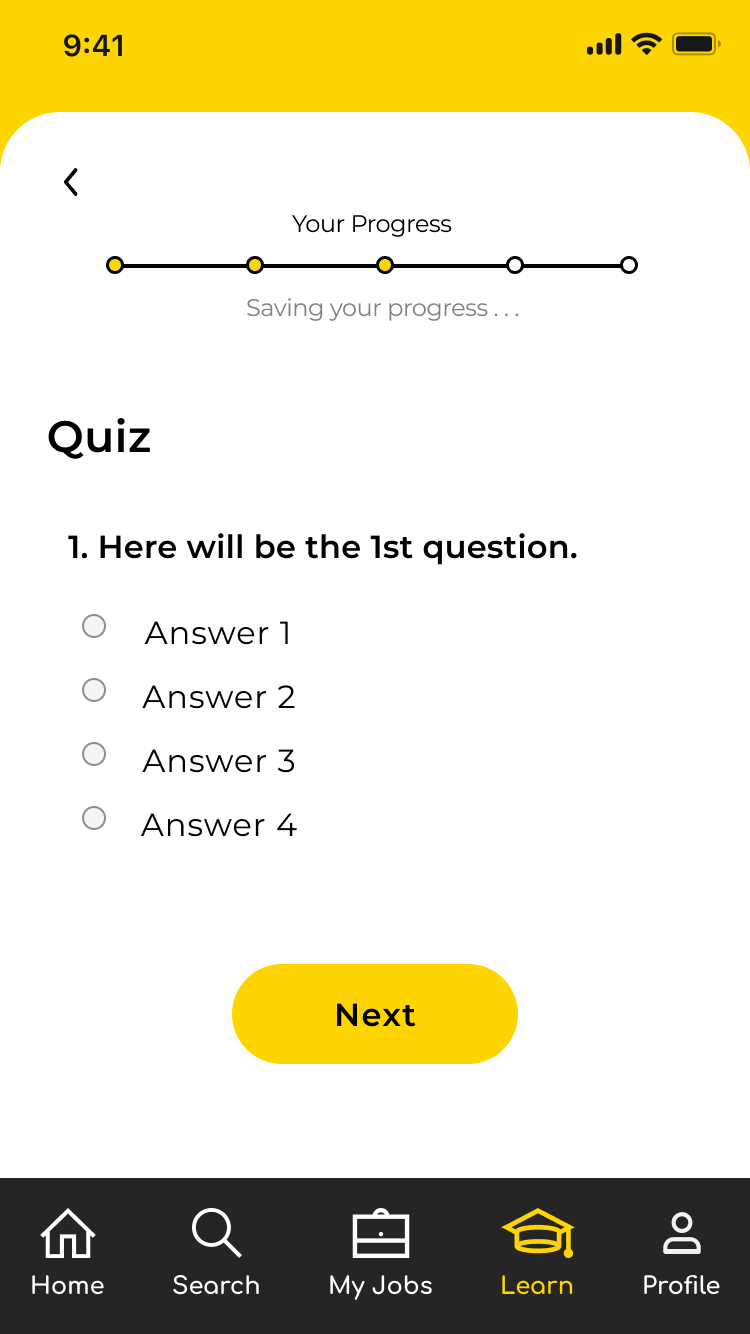 9:41
Your Progress
Saving your progress . . .
Quiz
1. Here will be the 1st question.
Answer 1
Answer 2
Answer 3
Answer 4
Next
Home Search My Jobs Learn Profile